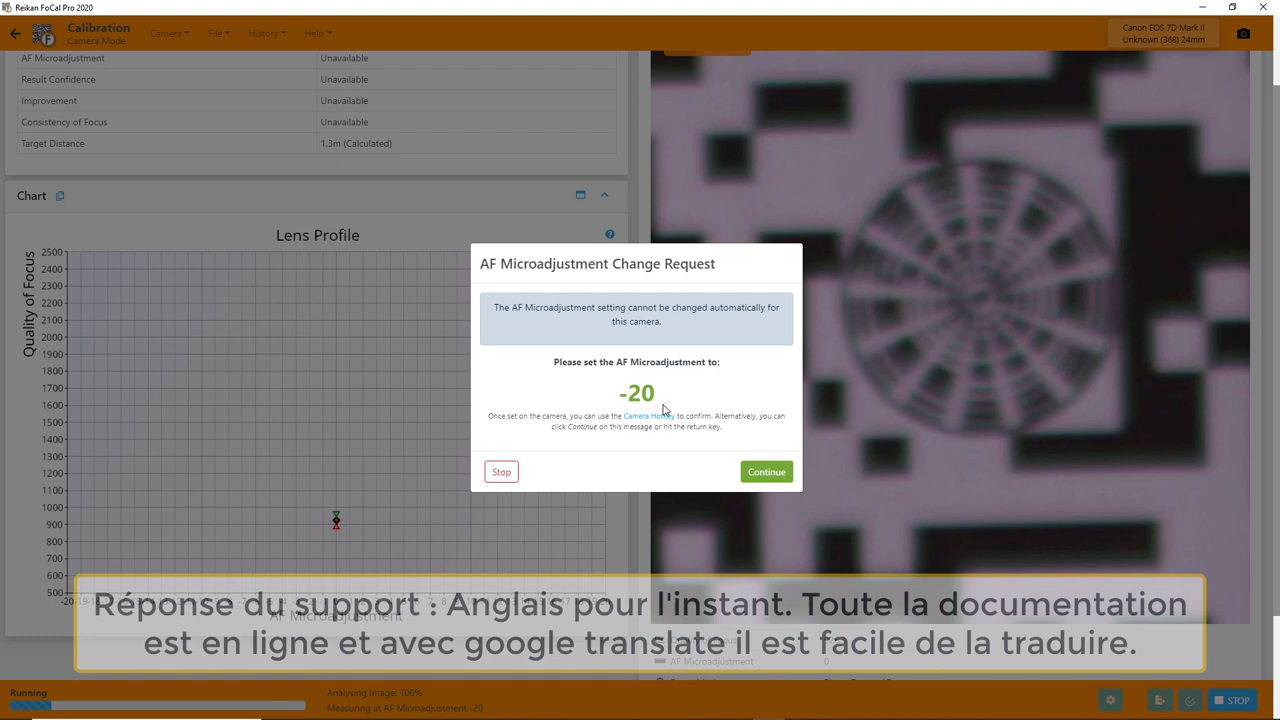 Reikan FoCal Pro 2020
Calibration
Camera Mode
Camera
File
History
Help
Canon EOS 7D Mark II
Unknown (368) 24mm
AF Microadjustment Unavailable
Result Confidence Unavailable
Improvement Unavailable
Consistency of Focus Unavailable
Target Distance 1.3m (Calculated)
Chart
Lens Profile
Quality of Focus
2500
2400
2300
2200
2100
2000
1900
1800
1700
1600
1500
1400
1300
1200
1100
1000
900
800
700
600
500
AF Microadjustment
AF Microadjustment Change Request
The AF Microadjustment setting cannot be changed automatically for
this camera.
Please set the AF Microadjustment to:
-20
Once set on the camera, you can use the Camera Hotkey to confirm. Alternatively, you can
click Continue on this message or hit the return key.
Stop
Continue
Réponse du support : Anglais pour l'instant. Toute la documentation
est en ligne et avec google translate il est facile de la traduire.
AF Microadjustment 0
Running
Analysing Image: 100%
Measuring at AF Microadjustment -20
STOP